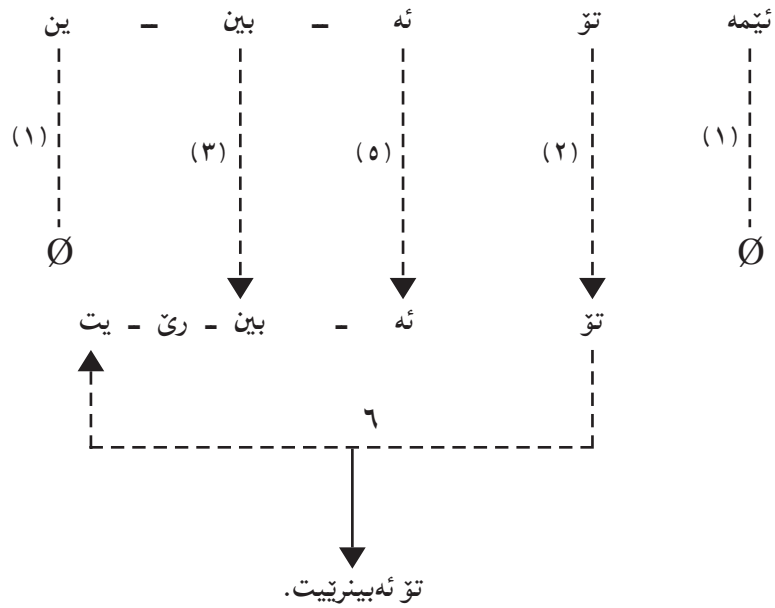 ئێمە تۆ ئە - بین - ین
(١) (٢) (٥) (٣) (١)
Ø Ø
تۆ ئە - بین - رێ - یت
٦
تۆ ئەبینرێیت.